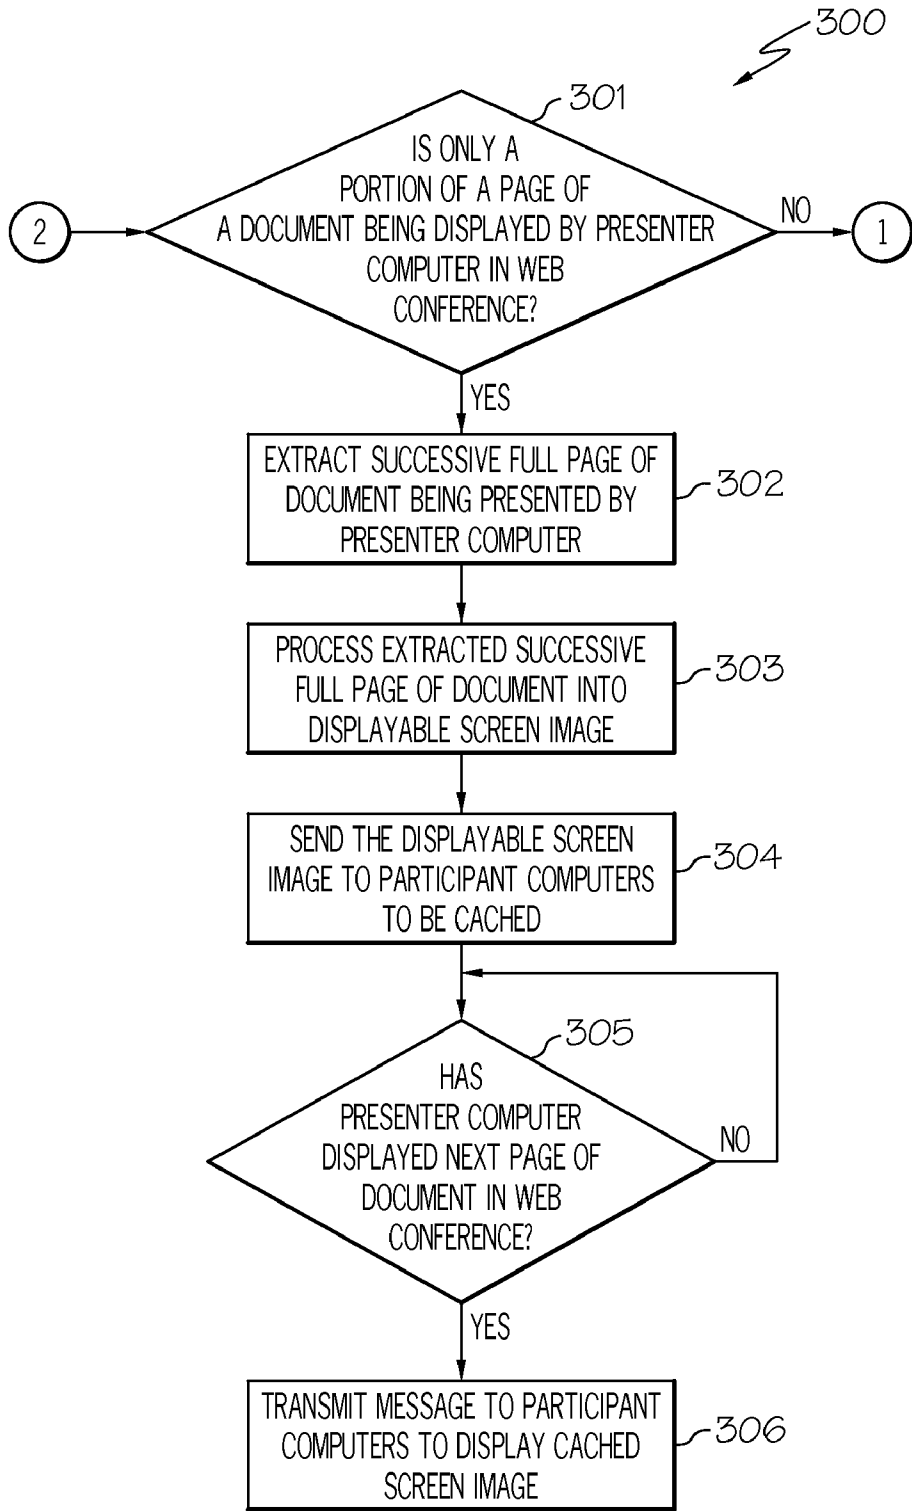 300
301
IS ONLY A
PORTION OF A PAGE OF
A DOCUMENT BEING DISPLAYED BY PRESENTER
COMPUTER IN WEB
CONFERENCE?
2
NO
1
YES
EXTRACT SUCCESSIVE FULL PAGE OF
DOCUMENT BEING PRESENTED BY
PRESENTER COMPUTER
302
PROCESS EXTRACTED SUCCESSIVE
FULL PAGE OF DOCUMENT INTO
DISPLAYABLE SCREEN IMAGE
303
SEND THE DISPLAYABLE SCREEN
IMAGE TO PARTICIPANT COMPUTERS
TO BE CACHED
304
305
HAS
PRESENTER COMPUTER
DISPLAYED NEXT PAGE OF
DOCUMENT IN WEB
CONFERENCE?
NO
YES
TRANSMIT MESSAGE TO PARTICIPANT
COMPUTERS TO DISPLAY CACHED
SCREEN IMAGE
306